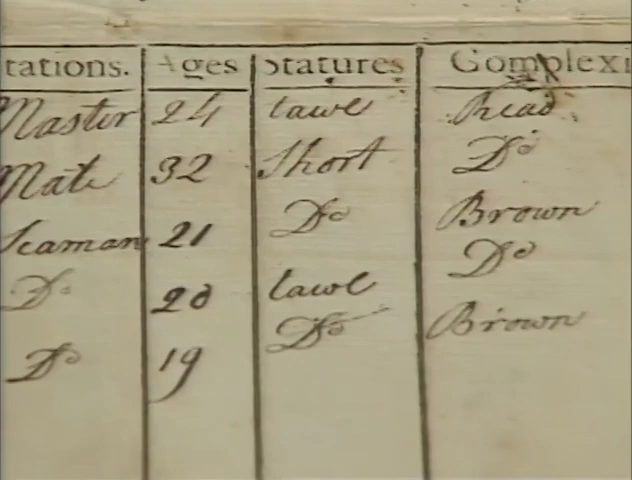 tations. Ages Statures Complexi
Master 24 tawl Read
Mate 32 Short Do
Seaman 21 Do Brown
Do 20 tawl Do
Do 19 Do Brown